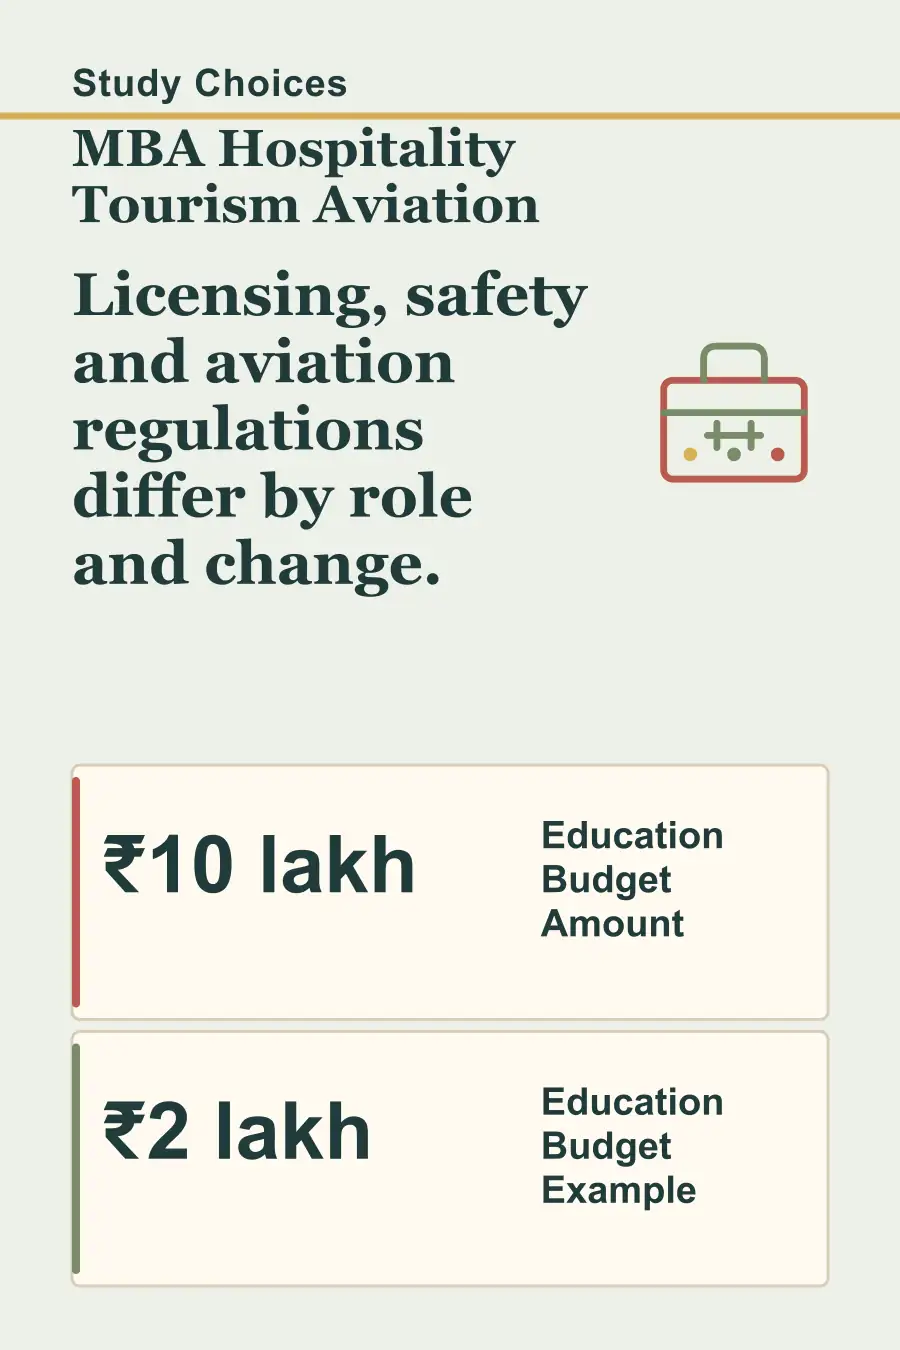 Study Choices
MBA Hospitality
Tourism Aviation
Licensing, safety
and aviation
regulations
differ by role
and change.
₹10 lakh
Education
Budget
Amount
₹2 lakh
Education
Budget
Example